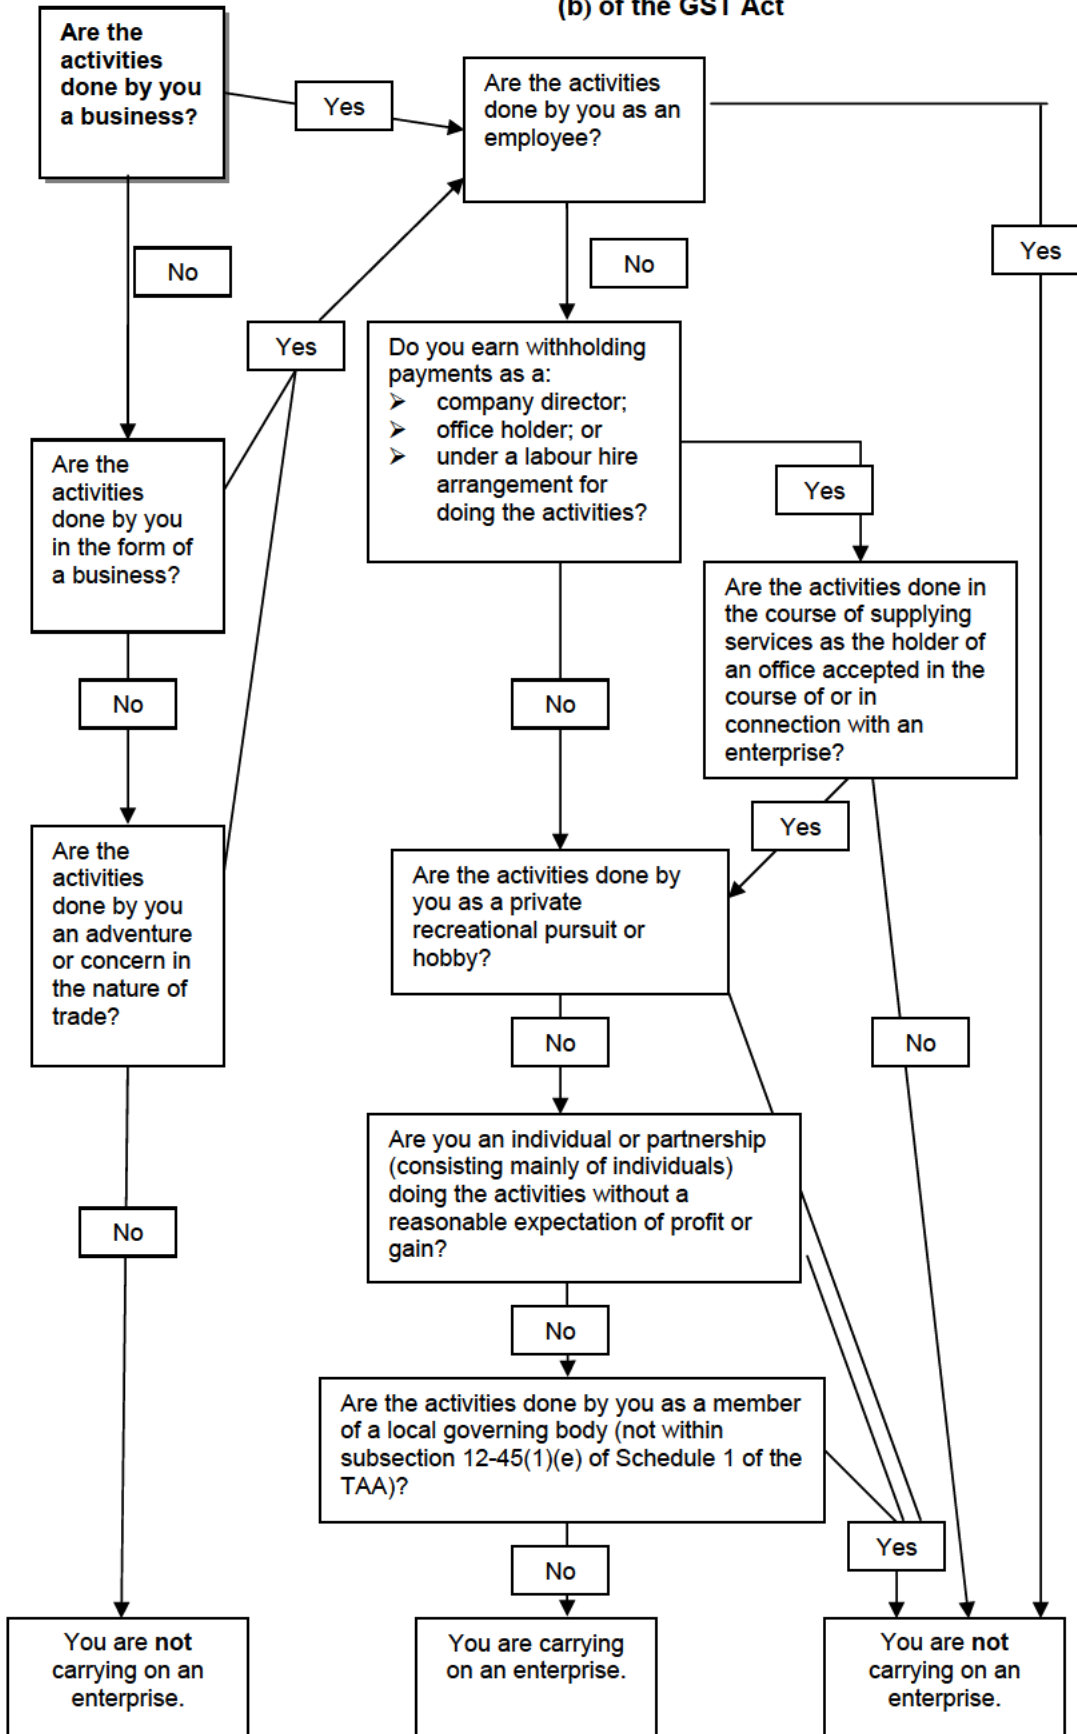 (b) of the GST Act
Are the
activities
done by you
a business?
Yes
Are the activities
done by you as an
employee?
Yes
No
No
Yes
Do you earn withholding
payments as a:
➢ company director;
➢ office holder; or
➢ under a labour hire
arrangement for
doing the activities?
Are the
activities
done by you
in the form of
a business?
Yes
Are the activities done in
the course of supplying
services as the holder of
an office accepted in the
course of or in
connection with an
enterprise?
No
No
Yes
Are the
activities
done by you
an adventure
or concern in
the nature of
trade?
Are the activities done by
you as a private
recreational pursuit or
hobby?
No
No
Are you an individual or partnership
(consisting mainly of individuals)
doing the activities without a
reasonable expectation of profit or
gain?
No
No
Are the activities done by you as a member
of a local governing body (not within
subsection 12-45(1)(e) of Schedule 1 of the
TAA)?
Yes
No
You are not
carrying on an
enterprise.
You are carrying
on an enterprise.
You are not
carrying on an
enterprise.